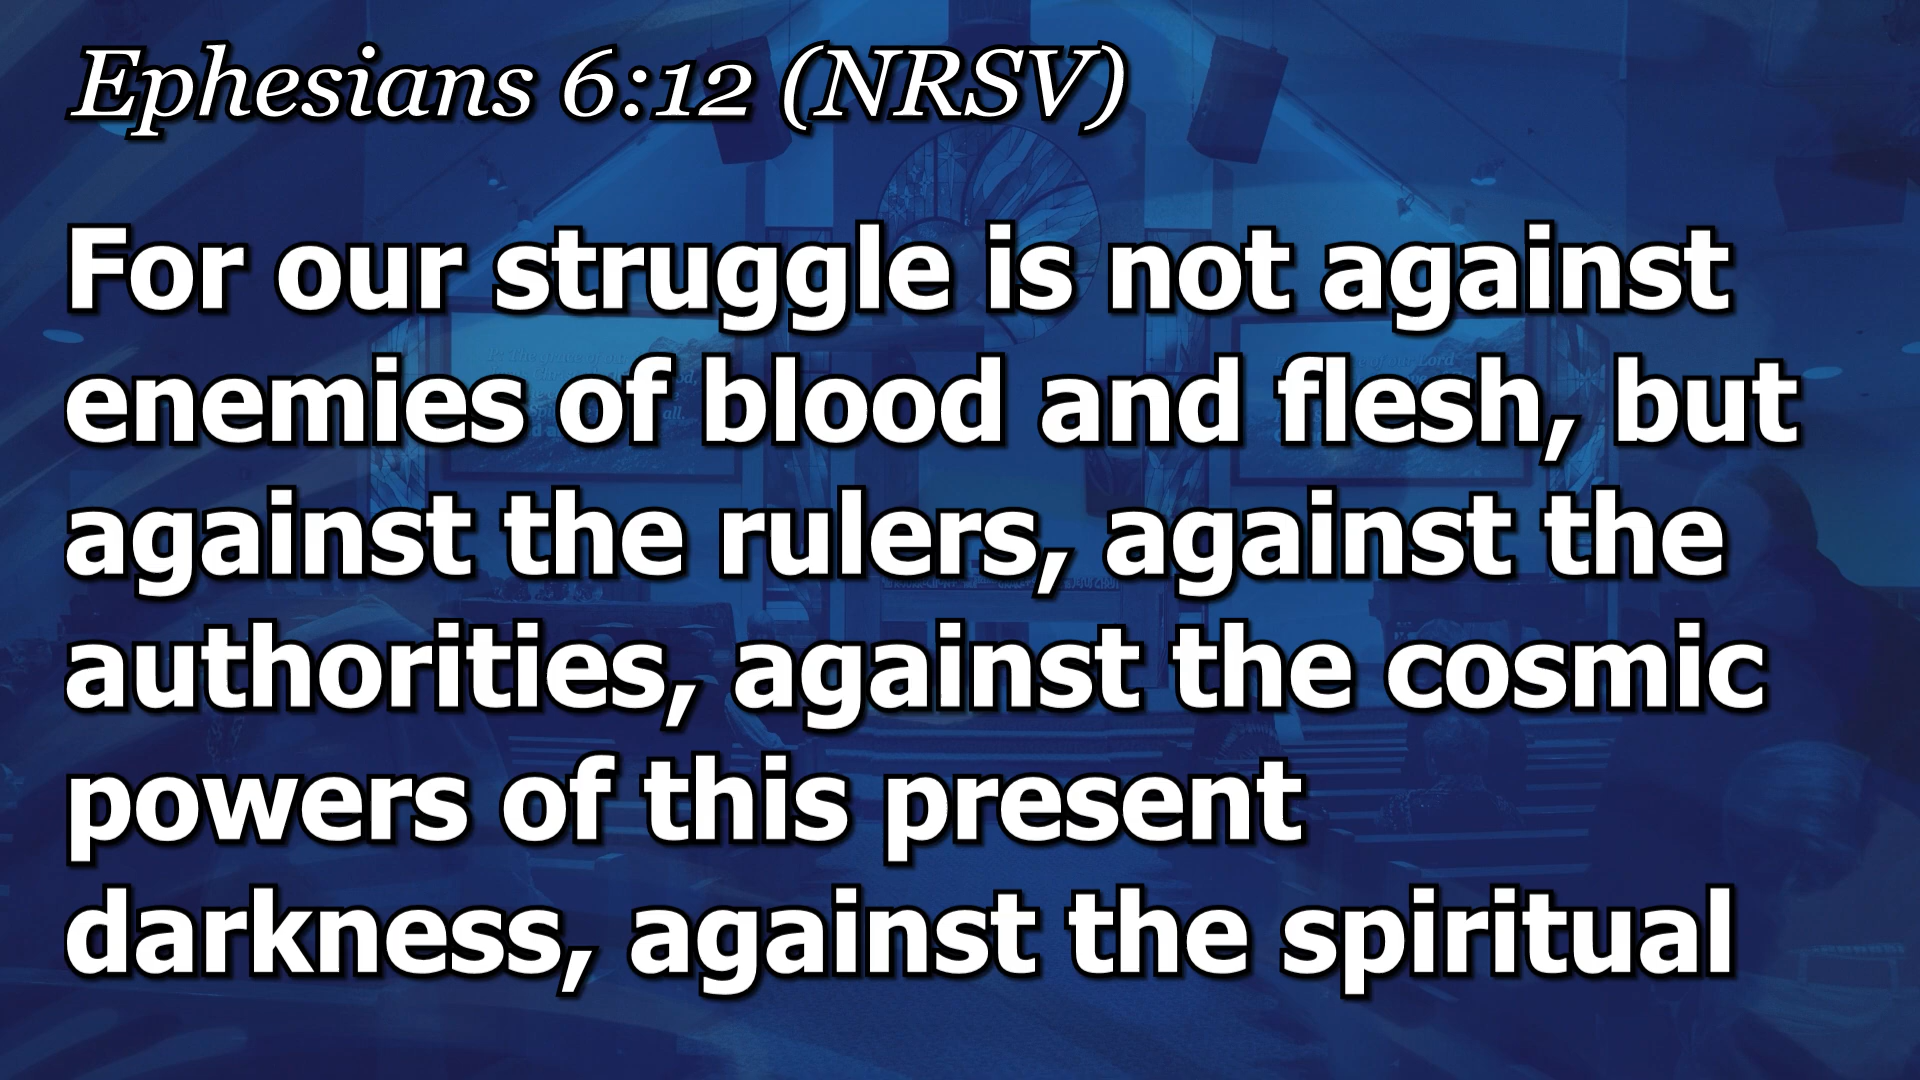 Ephesians 6:12 (NRSV)
For our struggle is not against
enemies of blood and flesh, but
against the rulers, against the
authorities, against the cosmic
powers of this present
darkness, against the spiritual